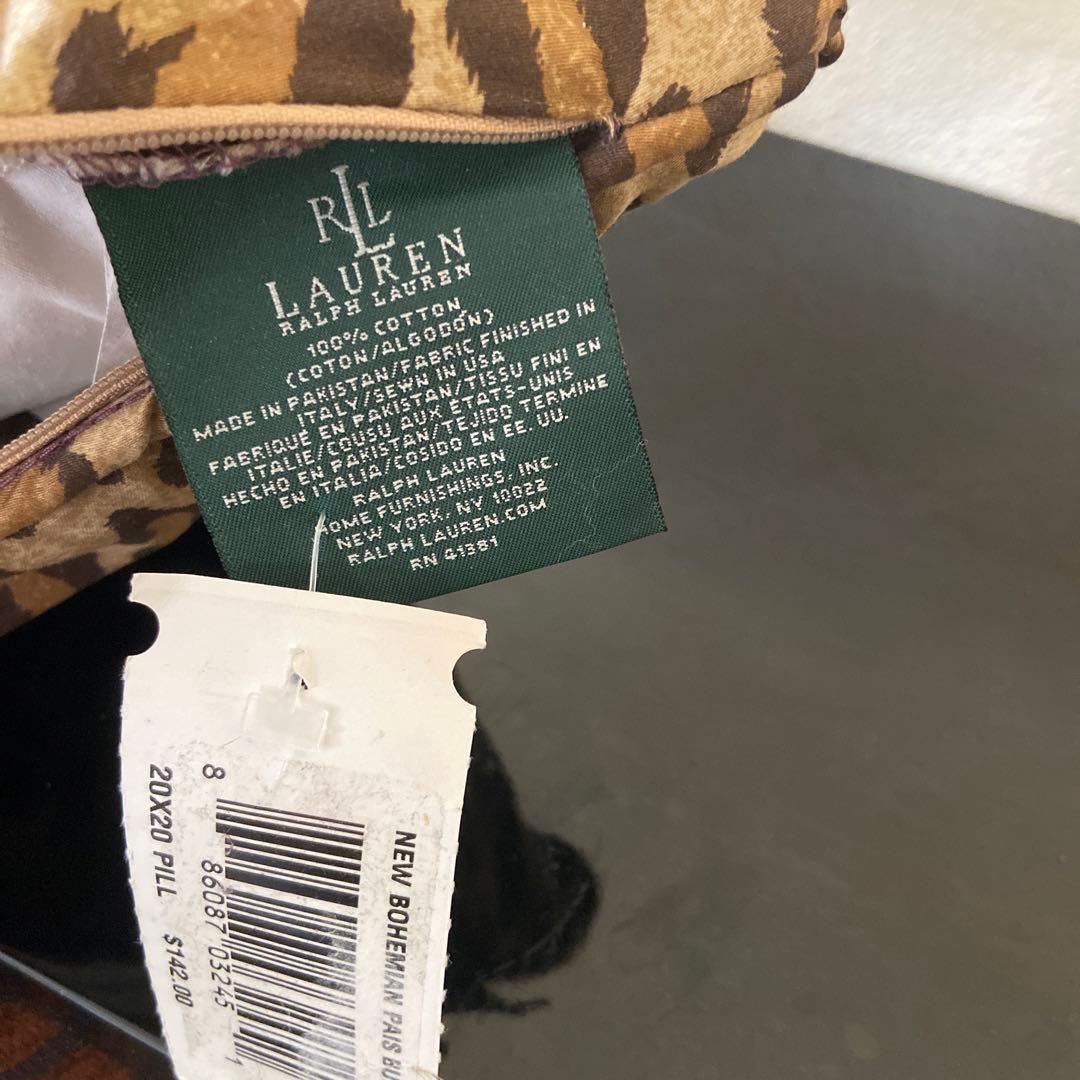 RLL
LAUREN
RALPH LAUREN
100% COTTON
(COTON/ALGODÓN)
MADE IN PAKISTAN/FABRIC FINISHED IN
ITALY/SEWN IN USA
FABRIQUÉ EN PAKISTAN/TISSU FINI EN
ITALIE/COUSU AUX ÉTATS-UNIS
HECHO EN PAKISTAN/TEJIDO TERMINE
EN ITALIA/COSIDO EN EE. UU.
RALPH LAUREN
HOME FURNISHINGS, INC.
NEW YORK, NY 10022
RALPH LAUREN.COM
RN 41381
NEW BOHEMIAN PAIS BU
8 86087 03245 1
20X20 PILL $142.00